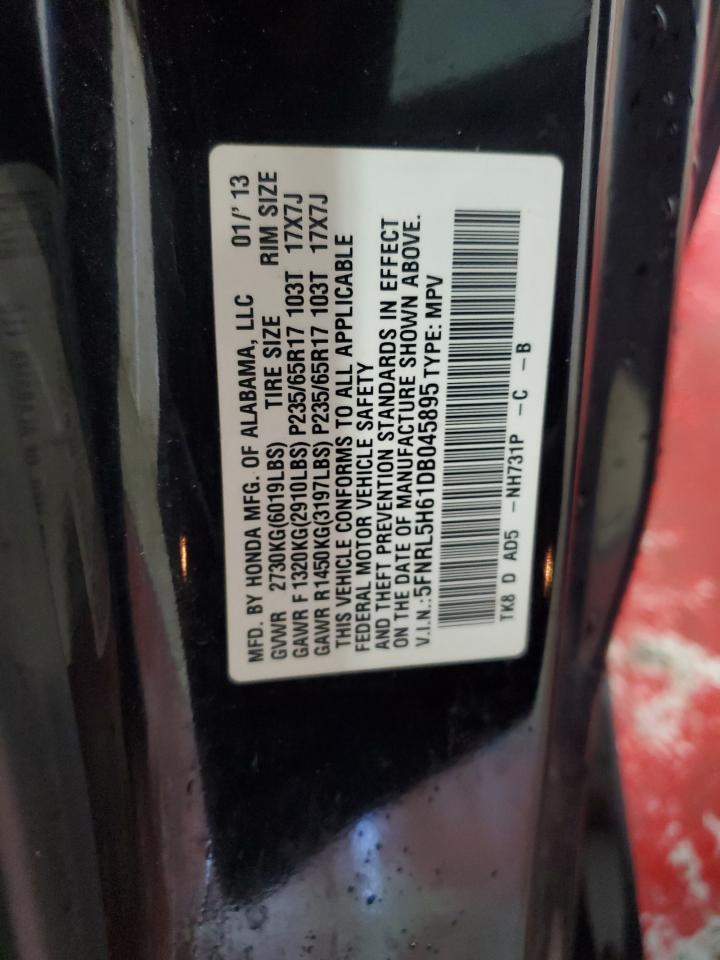 MFD. BY HONDA MFG. OF ALABAMA, LLC 01/'13
GVWR 2730KG(6019LBS) TIRE SIZE RIM SIZE
GAWR F 1320KG(2910LBS) P235/65R17 103T 17X7J
GAWR R 1450KG(3197LBS) P235/65R17 103T 17X7J
THIS VEHICLE CONFORMS TO ALL APPLICABLE
FEDERAL MOTOR VEHICLE SAFETY
AND THEFT PREVENTION STANDARDS IN EFFECT
ON THE DATE OF MANUFACTURE SHOWN ABOVE.
V.I.N.:5FNRL5H61DB045895 TYPE: MPV
TK8 D AD5 -NH731P -C -B